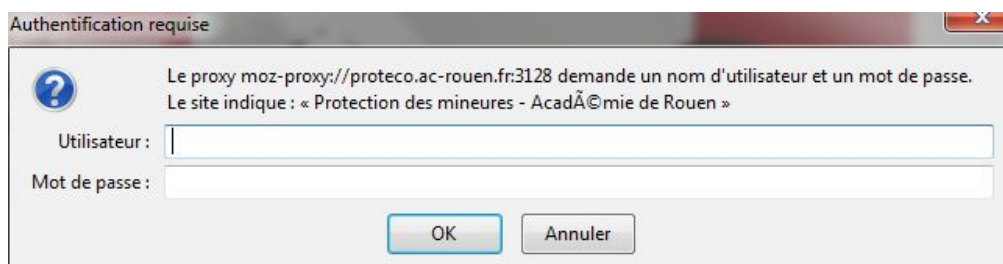 Authentification requise
Le proxy moz-proxy://proteco.ac-rouen.fr:3128 demande un nom d'utilisateur et un mot de passe.
Le site indique : « Protection des mineures - AcadÃ©mie de Rouen »
Utilisateur :
Mot de passe :
OK Annuler